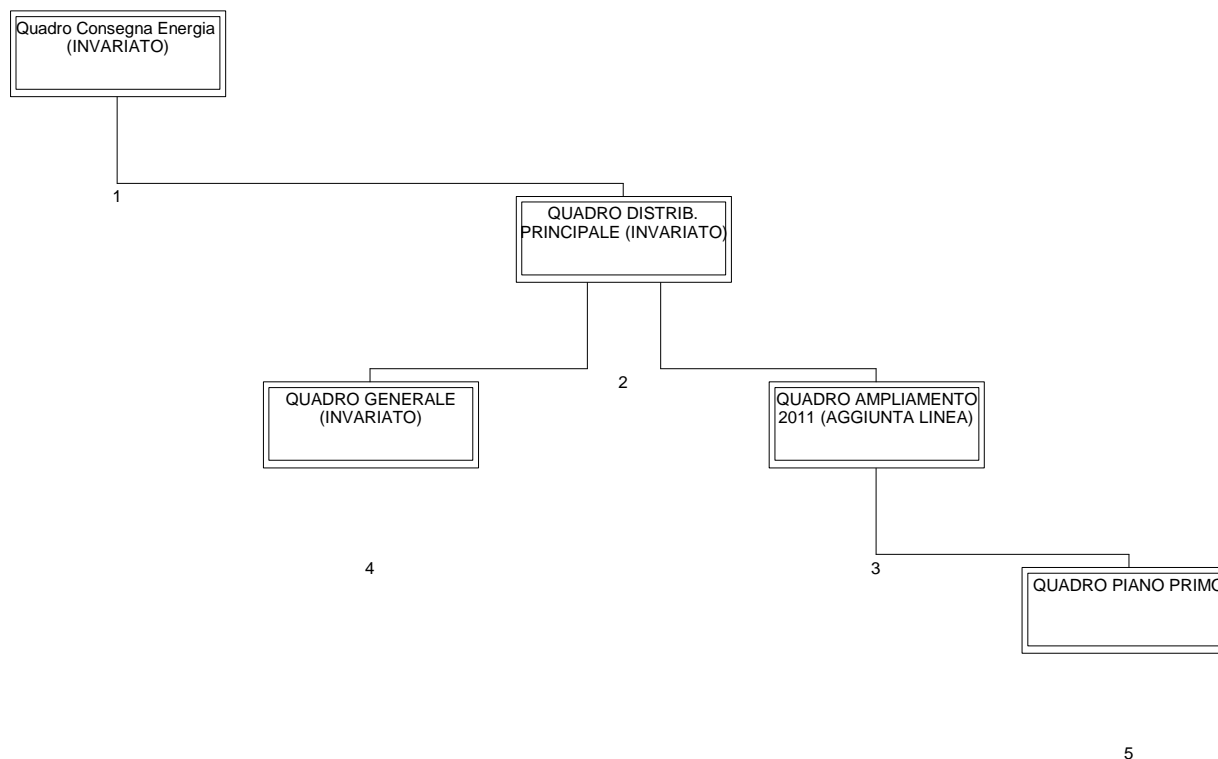 Quadro Consegna Energia
(INVARIATO)
1
QUADRO DISTRIB.
PRINCIPALE (INVARIATO)
2
QUADRO GENERALE
(INVARIATO)
QUADRO AMPLIAMENTO
2011 (AGGIUNTA LINEA)
4
3
QUADRO PIANO PRIMO
5